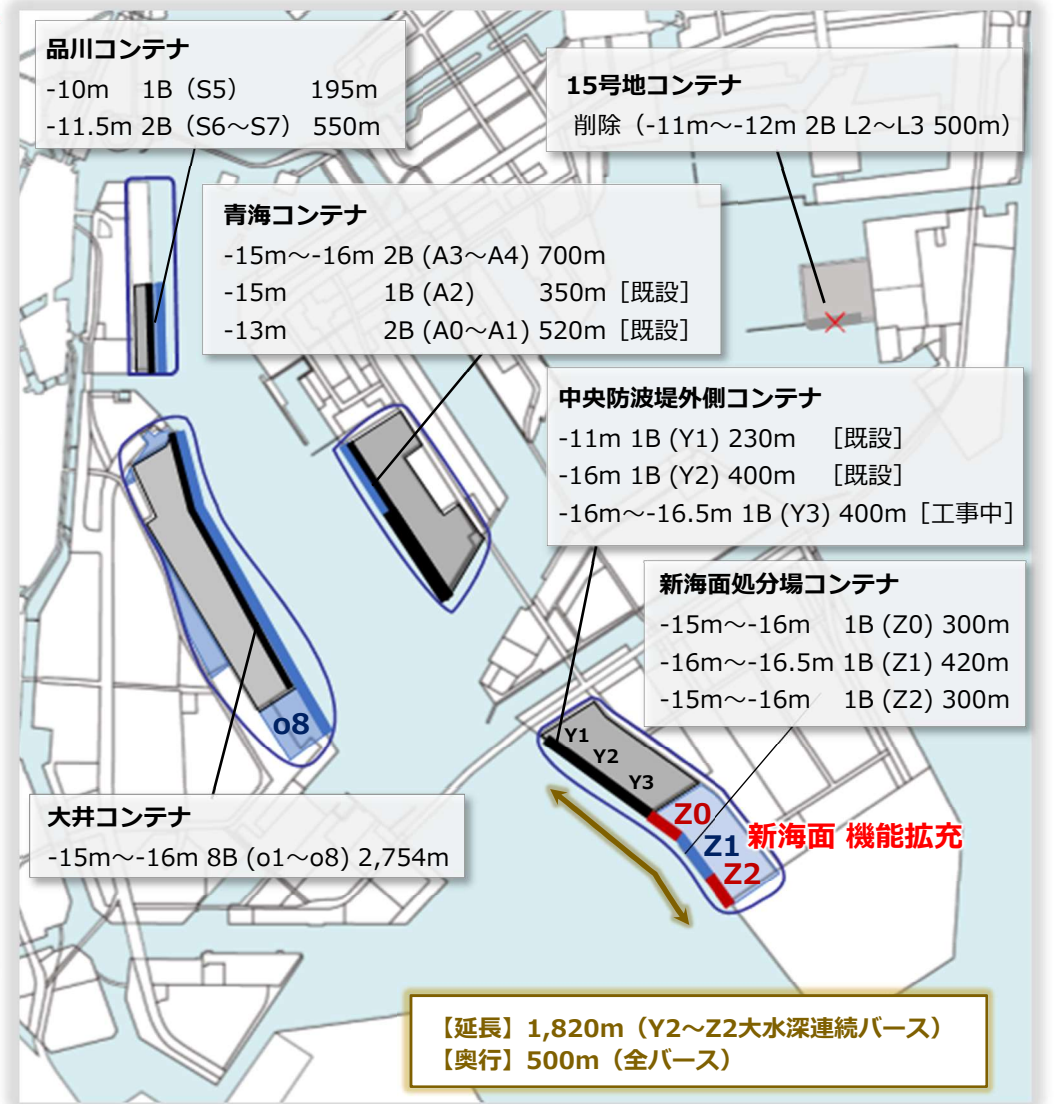 品川コンテナ
-10m 1B（S5） 195m
-11.5m 2B（S6～S7） 550m
15号地コンテナ
削除（-11m～-12m 2B L2～L3 500m）
青海コンテナ
-15m～-16m 2B (A3～A4) 700m
-15m 1B (A2) 350m［既設］
-13m 2B (A0～A1) 520m［既設］
中央防波堤外側コンテナ
-11m 1B (Y1) 230m ［既設］
-16m 1B (Y2) 400m ［既設］
-16m～-16.5m 1B (Y3) 400m［工事中］
新海面処分場コンテナ
-15m～-16m 1B (Z0) 300m
-16m～-16.5m 1B (Z1) 420m
-15m～-16m 1B (Z2) 300m
o8
Y1
Y2
Y3
Z0
Z1
Z2
新海面 機能拡充
大井コンテナ
-15m～-16m 8B (o1～o8) 2,754m
【延長】1,820m（Y2～Z2大水深連続バース）
【奥行】500m（全バース）